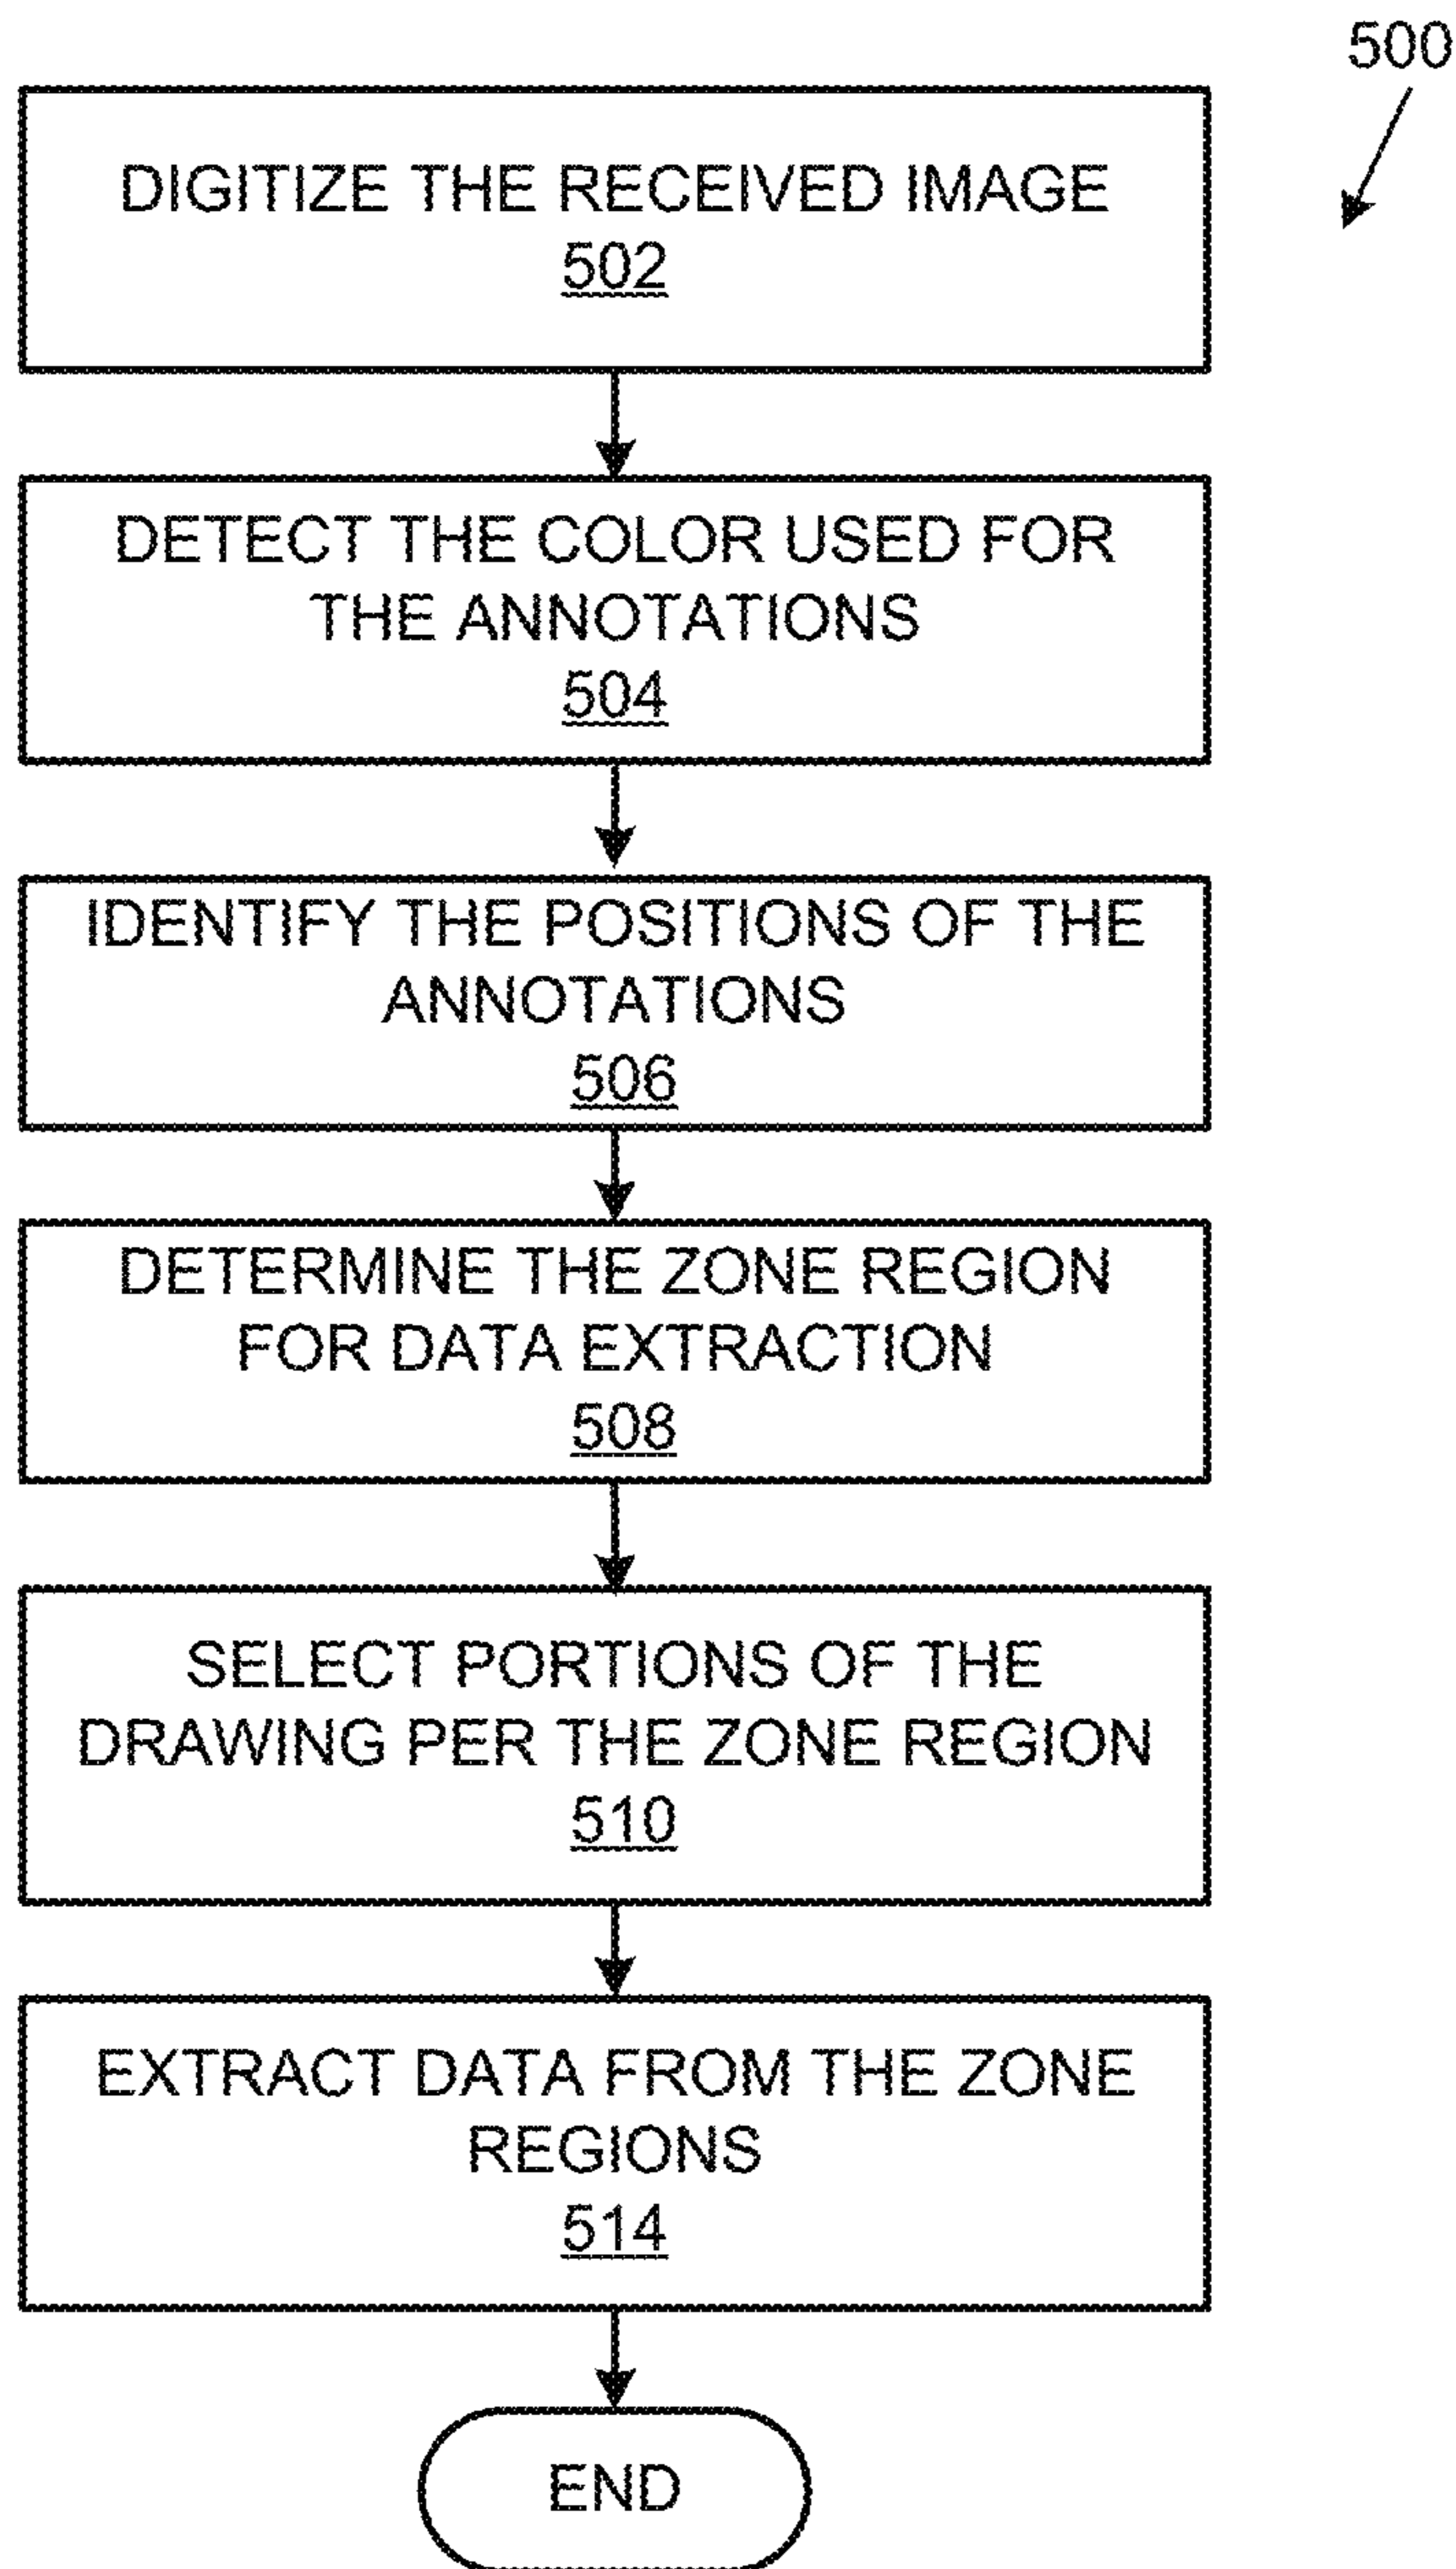 500
DIGITIZE THE RECEIVED IMAGE
502
DETECT THE COLOR USED FOR
THE ANNOTATIONS
504
IDENTIFY THE POSITIONS OF THE
ANNOTATIONS
506
DETERMINE THE ZONE REGION
FOR DATA EXTRACTION
508
SELECT PORTIONS OF THE
DRAWING PER THE ZONE REGION
510
EXTRACT DATA FROM THE ZONE
REGIONS
514
END